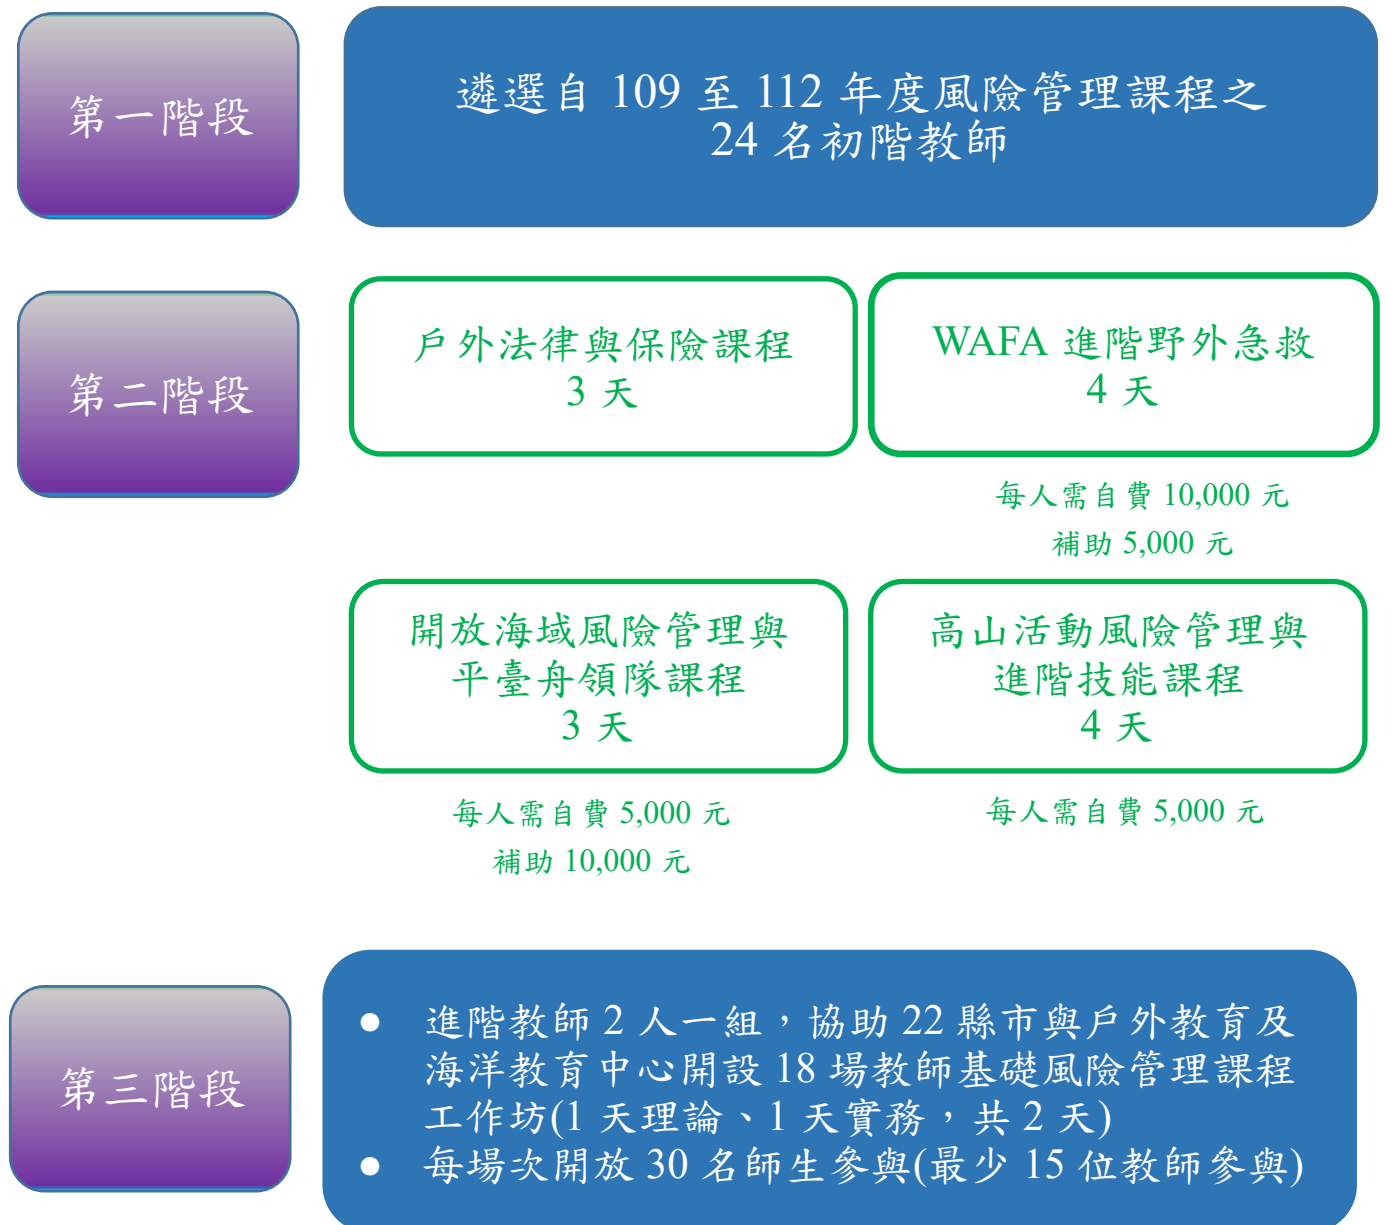 第一階段
遴選自 109 至 112 年度風險管理課程之
24 名初階教師
第二階段
戶外法律與保險課程
3 天
WAFA 進階野外急救
4 天
每人需自費 10,000 元
補助 5,000 元
開放海域風險管理與
平臺舟領隊課程
3 天
每人需自費 5,000 元
補助 10,000 元
高山活動風險管理與
進階技能課程
4 天
每人需自費 5,000 元
第三階段
● 進階教師 2 人一組，協助 22 縣市與戶外教育及
海洋教育中心開設 18 場教師基礎風險管理課程
工作坊(1 天理論、1 天實務，共 2 天)
● 每場次開放 30 名師生參與(最少 15 位教師參與)